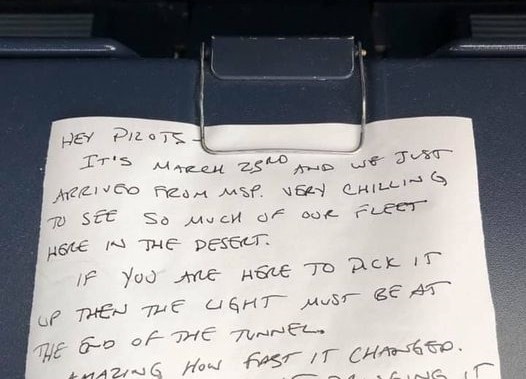 HEY PILOTS -
IT'S MARCH 23RD AND WE JUST
ARRIVED FROM MSP. VERY CHILLING
TO SEE SO MUCH OF OUR FLEET
HERE IN THE DESERT.
IF YOU ARE HERE TO PICK IT
UP THEN THE LIGHT MUST BE AT
THE END OF THE TUNNEL.
AMAZING HOW FAST IT CHANGED.
IT